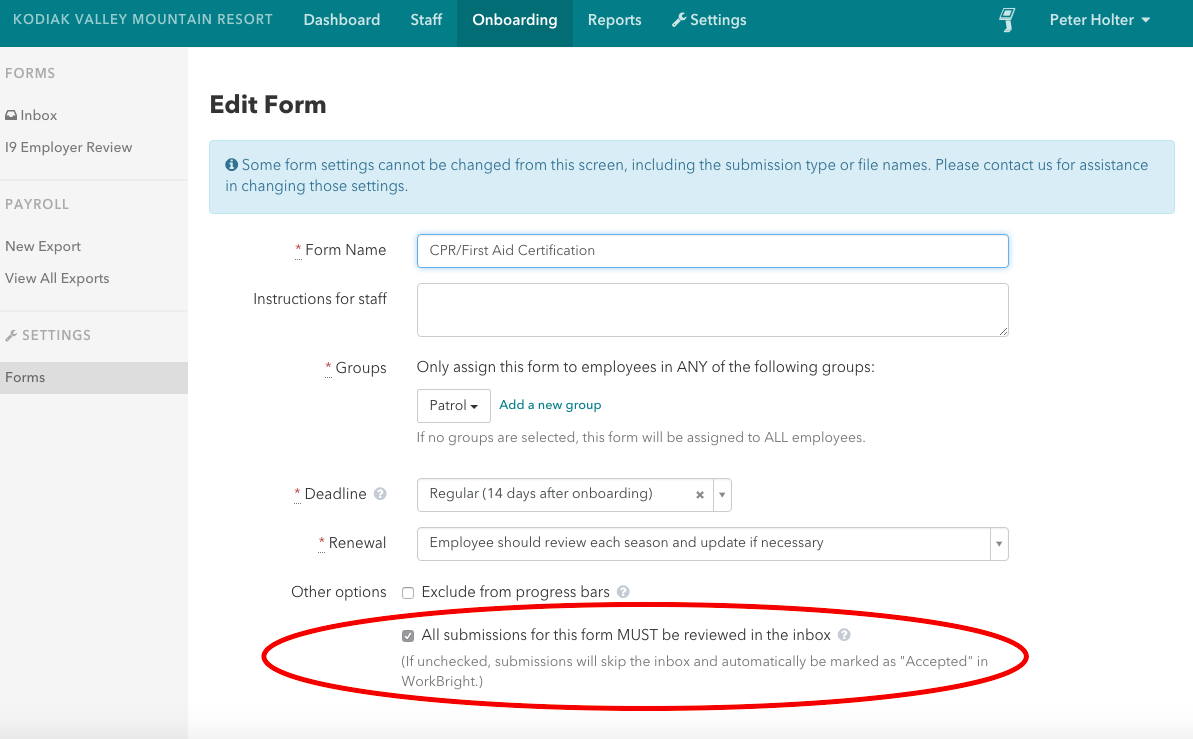 KODIAK VALLEY MOUNTAIN RESORT Dashboard Staff Onboarding Reports Settings Peter Holter
FORMS
Inbox
I9 Employer Review
PAYROLL
New Export
View All Exports
SETTINGS
Forms
Edit Form
Some form settings cannot be changed from this screen, including the submission type or file names. Please contact us for assistance
in changing those settings.
* Form Name CPR/First Aid Certification
Instructions for staff
* Groups Only assign this form to employees in ANY of the following groups:
Patrol Add a new group
If no groups are selected, this form will be assigned to ALL employees.
* Deadline ? Regular (14 days after onboarding) ×
* Renewal Employee should review each season and update if necessary
Other options Exclude from progress bars ?
All submissions for this form MUST be reviewed in the inbox ?
(If unchecked, submissions will skip the inbox and automatically be marked as "Accepted" in
WorkBright.)